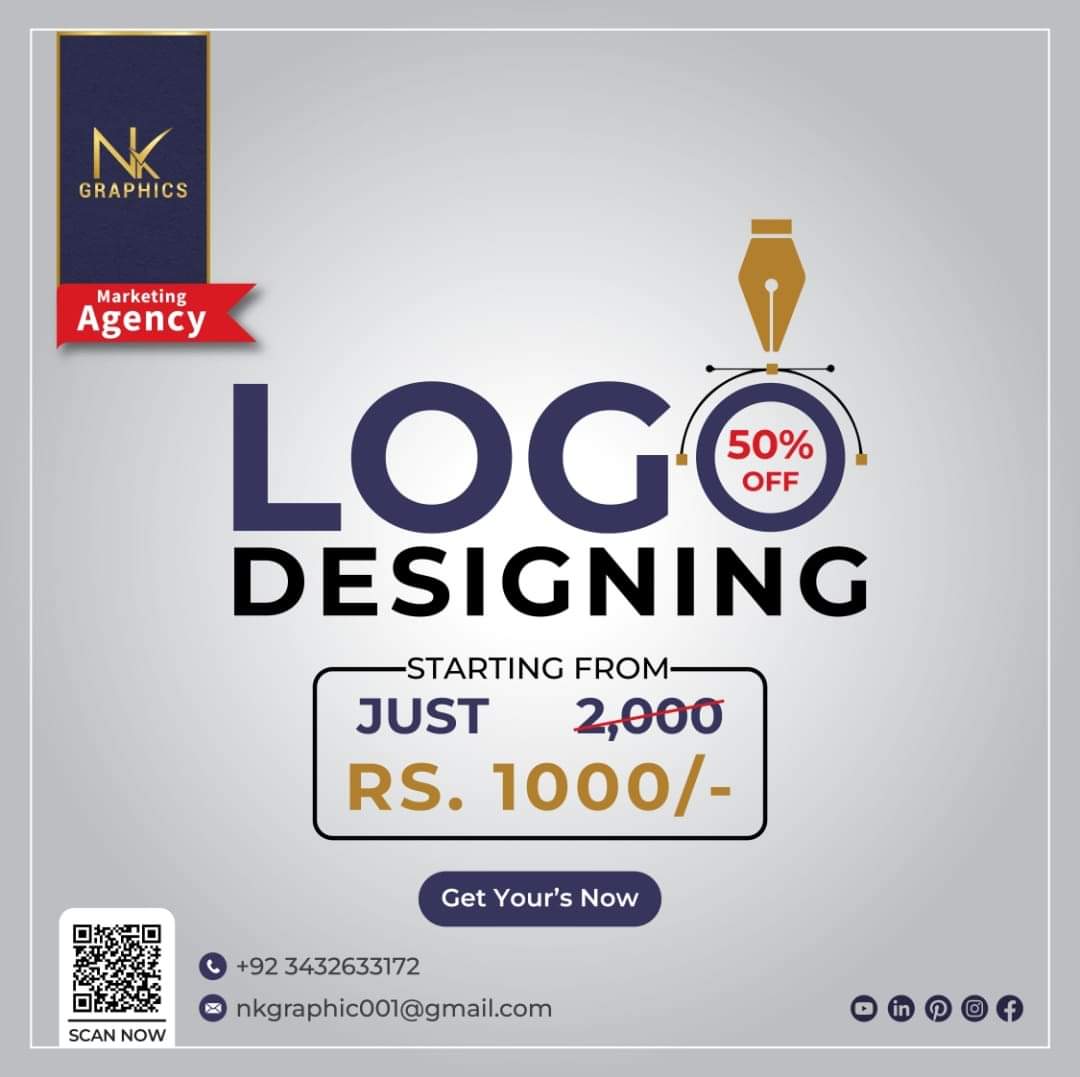 NK
GRAPHICS
Marketing
Agency
LOGO
50%
OFF
DESIGNING
STARTING FROM
JUST 2,000
RS. 1000/-
Get Your’s Now
+92 3432633172
nkgraphic001@gmail.com
SCAN NOW